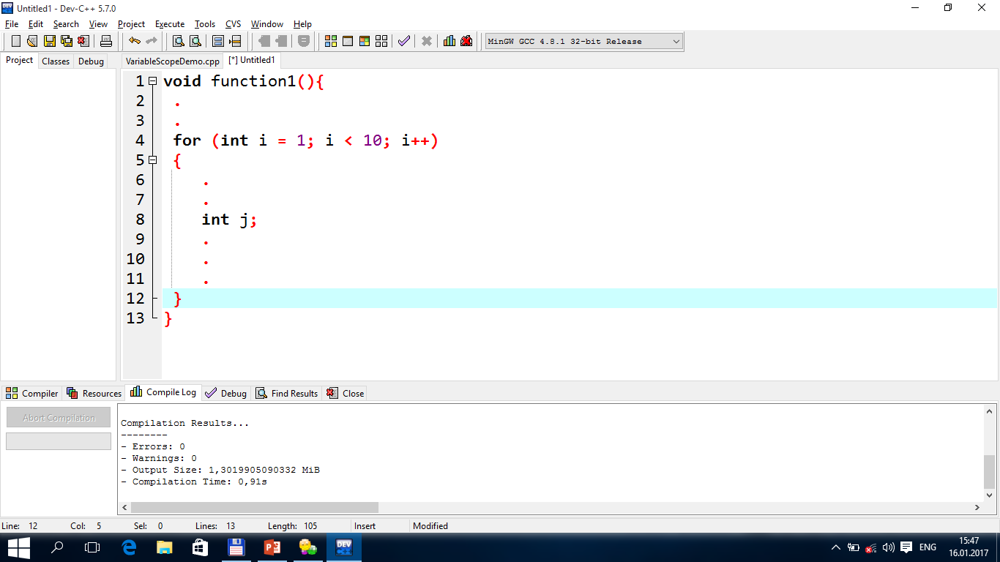 Untitled1 - Dev-C++ 5.7.0
File Edit Search View Project Execute Tools CVS Window Help
MinGW GCC 4.8.1 32-bit Release
Project Classes Debug VariableScopeDemo.cpp [*] Untitled1
1 void function1(){
2 .
3 .
4 for (int i = 1; i < 10; i++)
5 {
6 .
7 .
8 int j;
9 .
10 .
11 .
12 }
13 }
Compiler Resources Compile Log Debug Find Results Close
Abort Compilation
Compilation Results...
--------
- Errors: 0
- Warnings: 0
- Output Size: 1,3019905090332 MiB
- Compilation Time: 0,91s
Line: 12 Col: 5 Sel: 0 Lines: 13 Length: 105 Insert Modified
DEV C++ ENG 15:47
16.01.2017